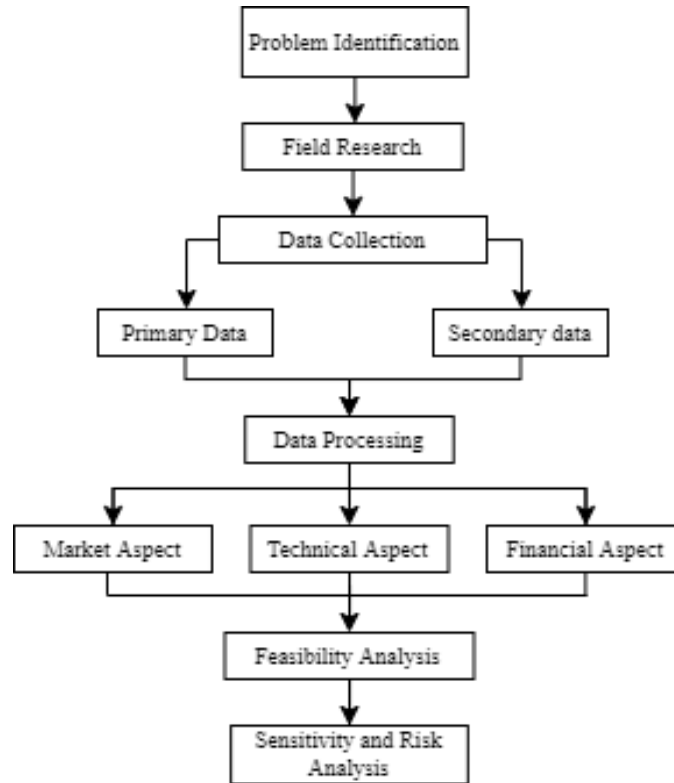 Problem Identification
Field Research
Data Collection
Primary Data
Secondary data
Data Processing
Market Aspect
Technical Aspect
Financial Aspect
Feasibility Analysis
Sensitivity and Risk
Analysis